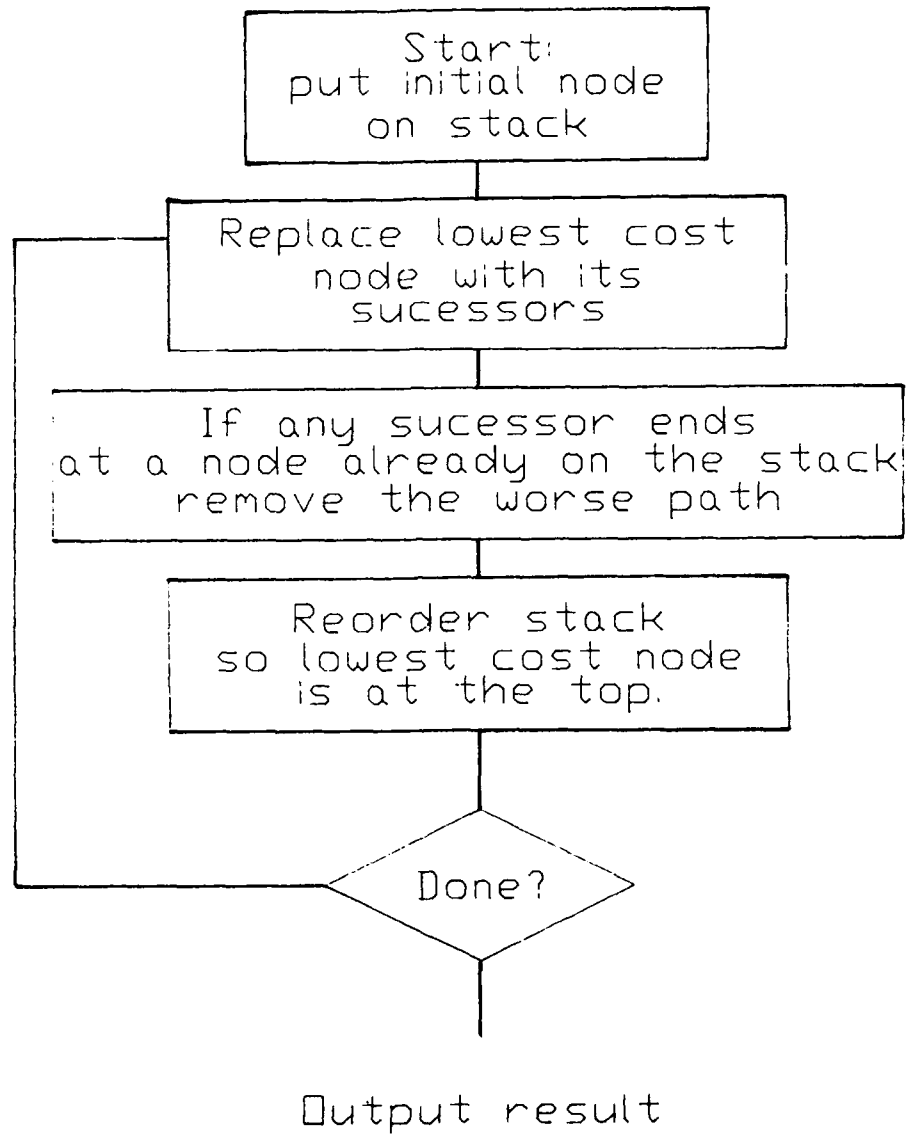 Start:
put initial node
on stack
Replace lowest cost
node with its
sucessors
If any sucessor ends
at a node already on the stack
remove the worse path
Reorder stack
so lowest cost node
is at the top.
Done?
Output result